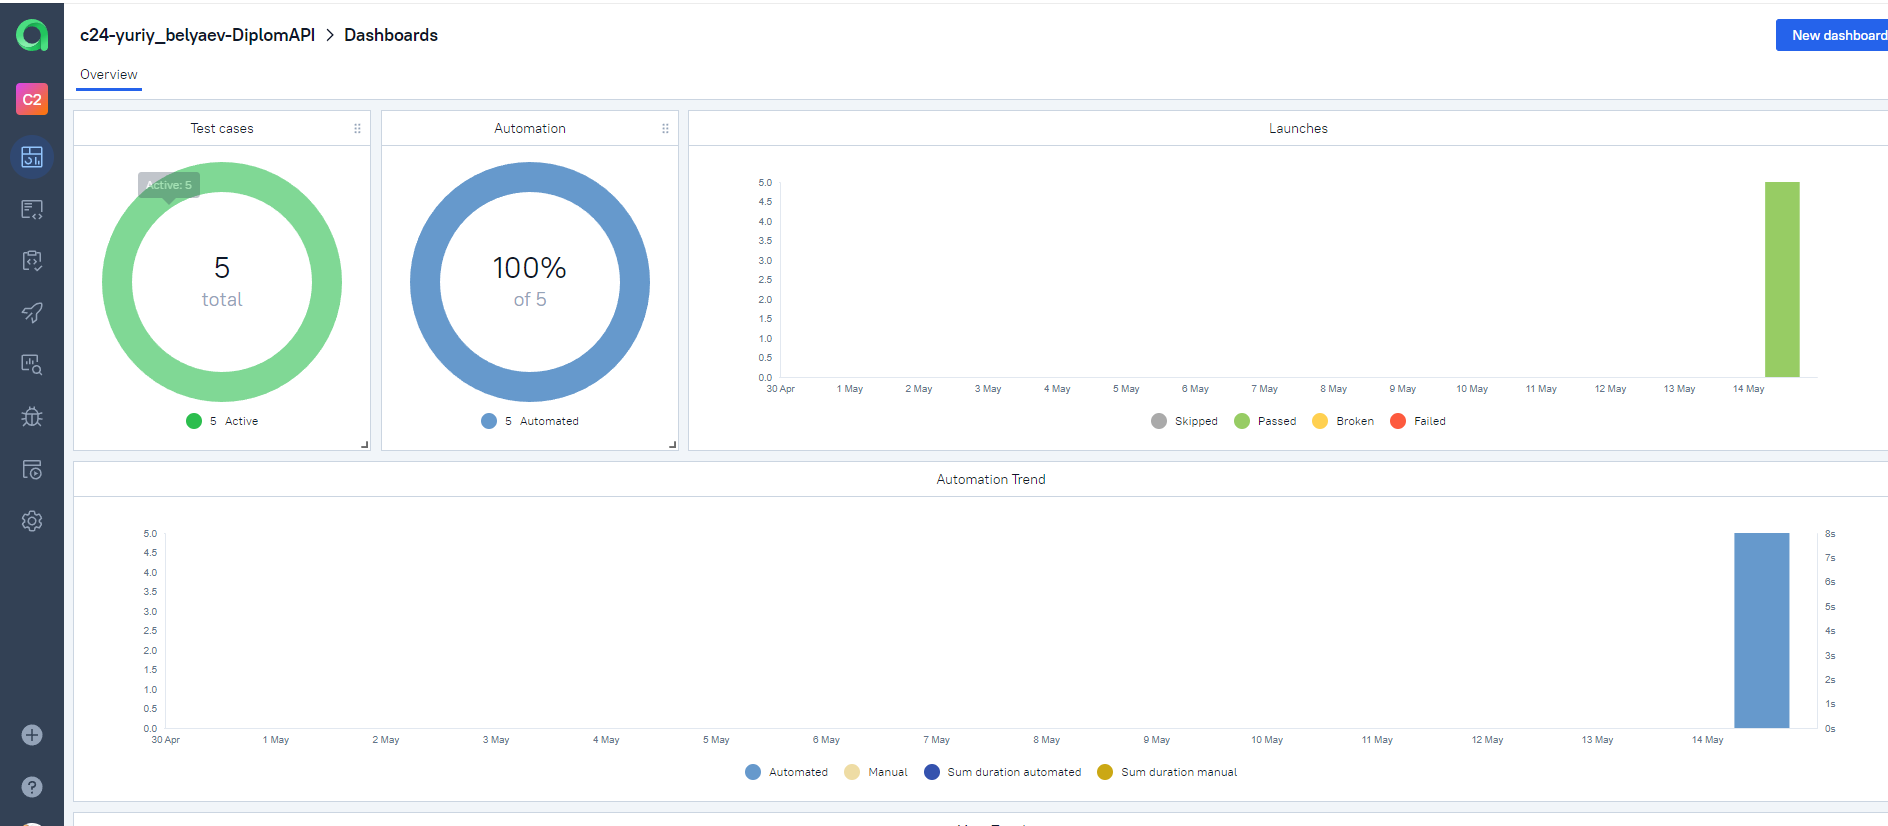 c24-yuriy_belyaev-DiplomAPI > Dashboards
New dashboard
Overview
C2
Test cases
Automation
Launches
Active: 5
5
total
5 Active
100%
of 5
5 Automated
5.0
4.5
4.0
3.5
3.0
2.5
2.0
1.5
1.0
0.5
0.0
30 Apr 1 May 2 May 3 May 4 May 5 May 6 May 7 May 8 May 9 May 10 May 11 May 12 May 13 May 14 May
Skipped Passed Broken Failed
Automation Trend
5.0
4.5
4.0
3.5
3.0
2.5
2.0
1.5
1.0
0.5
0.0
8s
7s
6s
5s
4s
3s
2s
1s
0s
30 Apr 1 May 2 May 3 May 4 May 5 May 6 May 7 May 8 May 9 May 10 May 11 May 12 May 13 May 14 May
Automated Manual Sum duration automated Sum duration manual